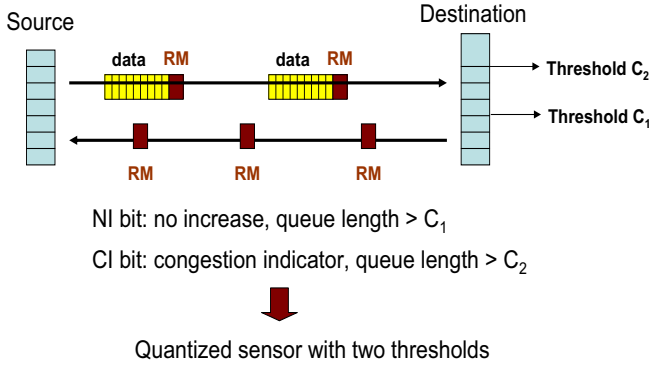 Source
Destination
data
RM
data
RM
Threshold C₂
Threshold C₁
RM
RM
RM
NI bit: no increase, queue length > C₁
CI bit: congestion indicator, queue length > C₂
Quantized sensor with two thresholds